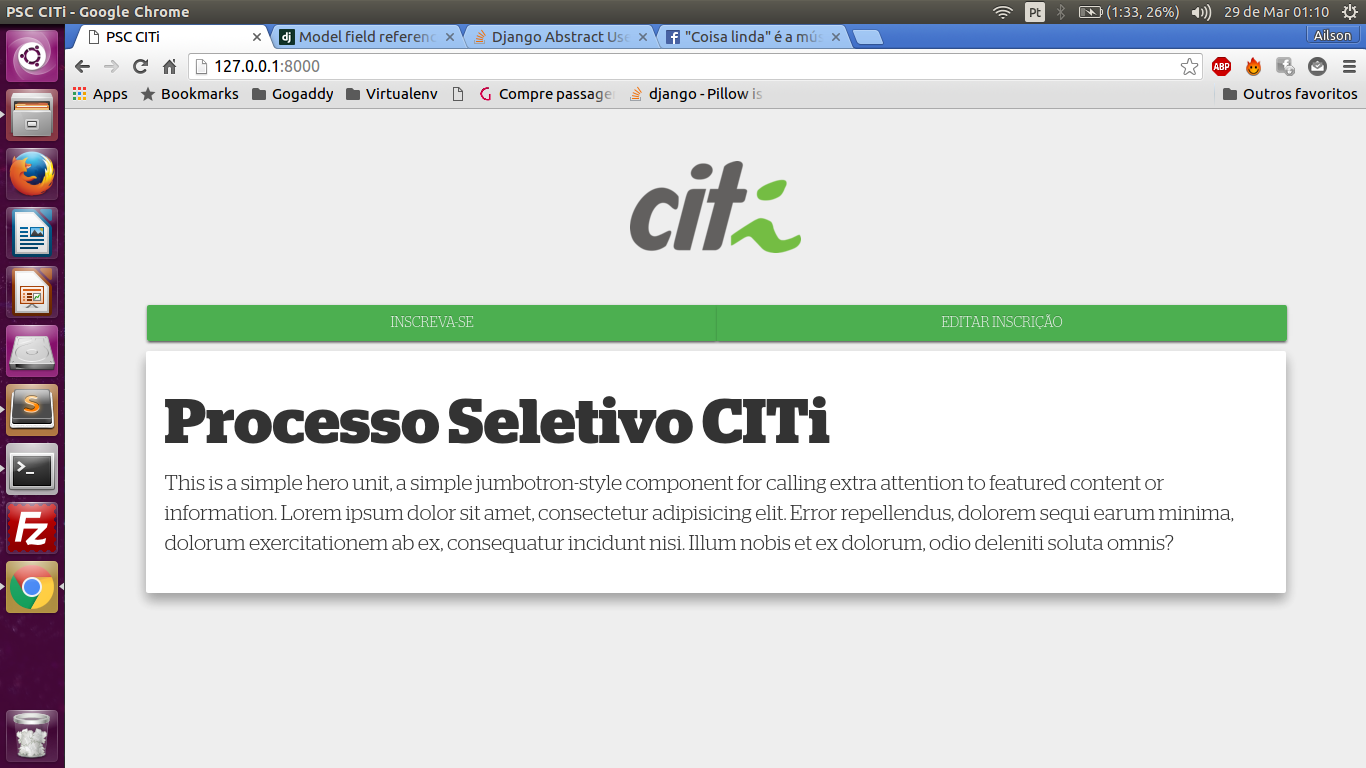 PSC CITi - Google Chrome
Pt (1:33, 26%) 29 de Mar 01:10
PSC CITi
Model field referenc
Django Abstract Use
"Coisa linda" é a mús
Ailson
127.0.0.1:8000
ABP
Apps Bookmarks Gogaddy Virtualenv Compre passage django - Pillow is Outros favoritos
citi
INSCREVA-SE
EDITAR INSCRIÇÃO
Processo Seletivo CITi
This is a simple hero unit, a simple jumbotron-style component for calling extra attention to featured content or
information. Lorem ipsum dolor sit amet, consectetur adipisicing elit. Error repellendus, dolorem sequi earum minima,
dolorum exercitationem ab ex, consequatur incidunt nisi. Illum nobis et ex dolorum, odio deleniti soluta omnis?